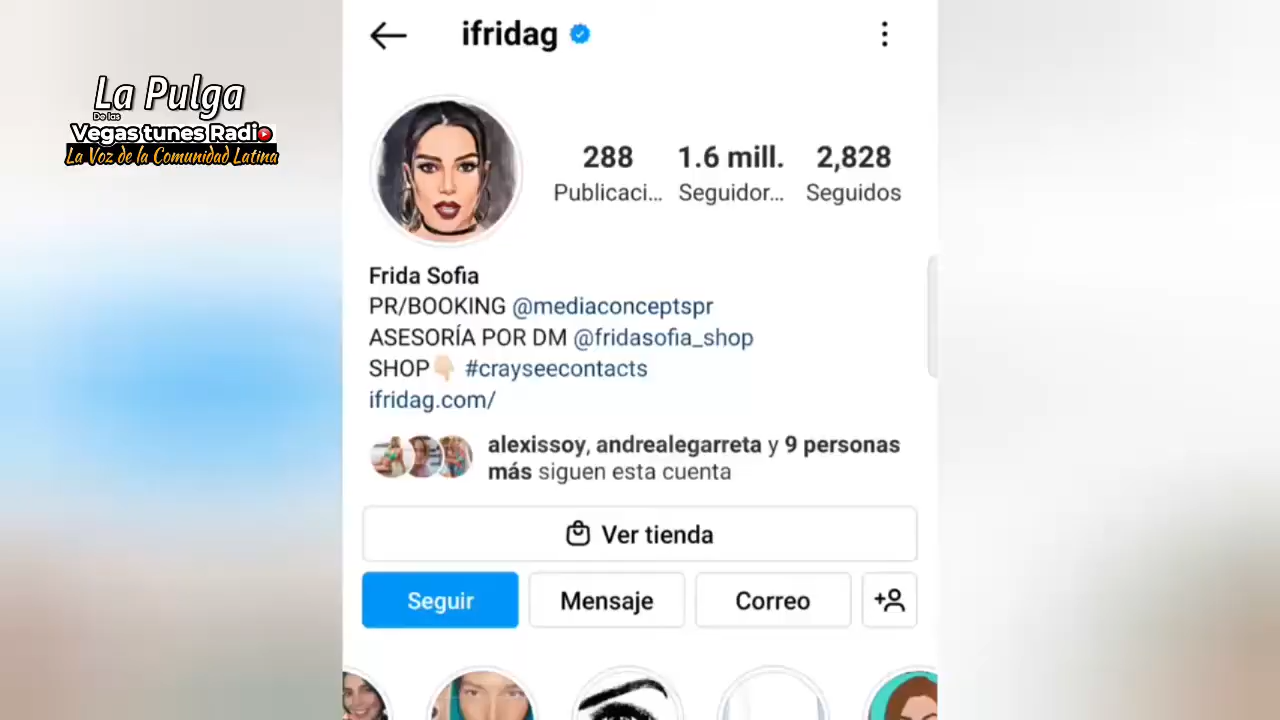 La Pulga
De las
Vegas tunes Radio
La Voz de la Comunidad Latina
ifridag
288
1.6 mill.
2,828
Publicaci...
Seguidor...
Seguidos
Frida Sofia
PR/BOOKING @mediaconceptspr
ASESORÍA POR DM @fridasofia_shop
SHOP👇🏻 #crayseecontacts
ifridag.com/
alexissoy, andrealegarreta y 9 personas
más siguen esta cuenta
Ver tienda
Seguir
Mensaje
Correo